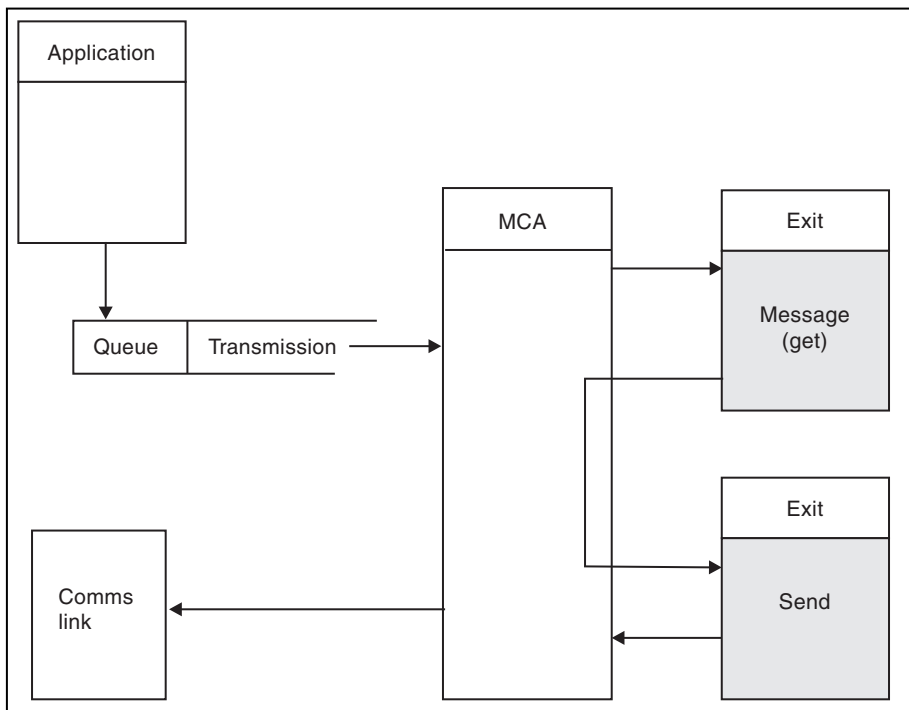 Application
MCA
Exit
Message
(get)
Queue
Transmission
Exit
Comms
link
Send